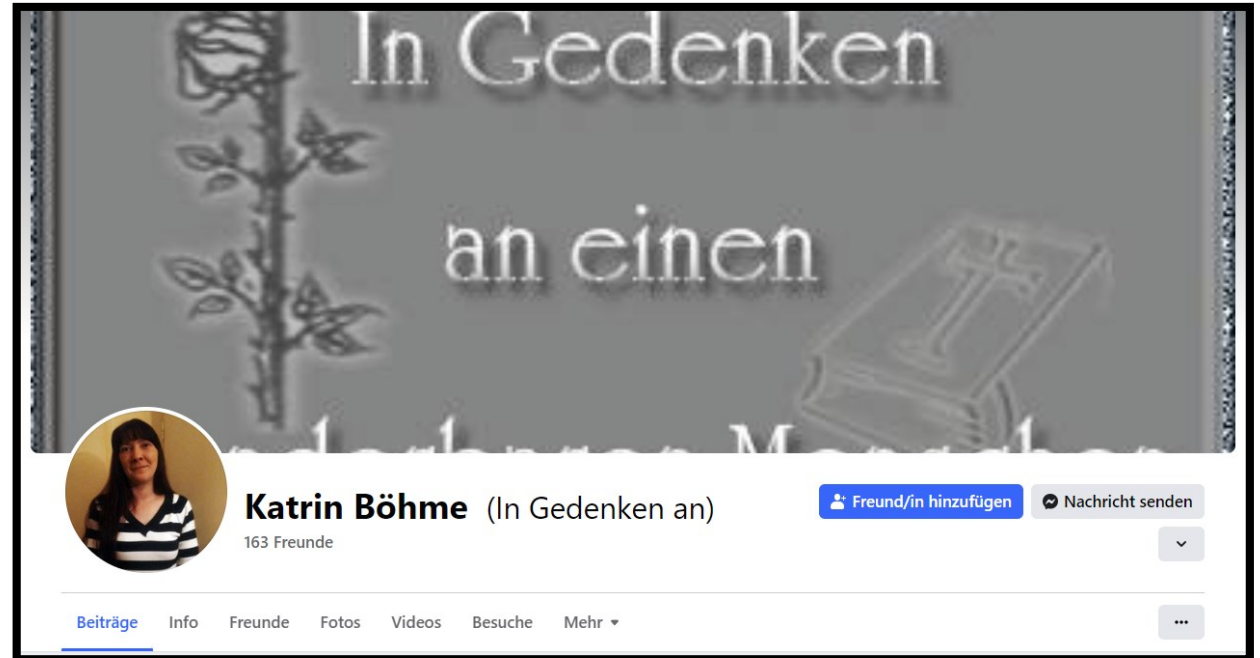 In Gedenken
an einen
Menschen
Katrin Böhme (In Gedenken an)
163 Freunde
Freund/in hinzufügen
Nachricht senden
Beiträge Info Freunde Fotos Videos Besuche Mehr